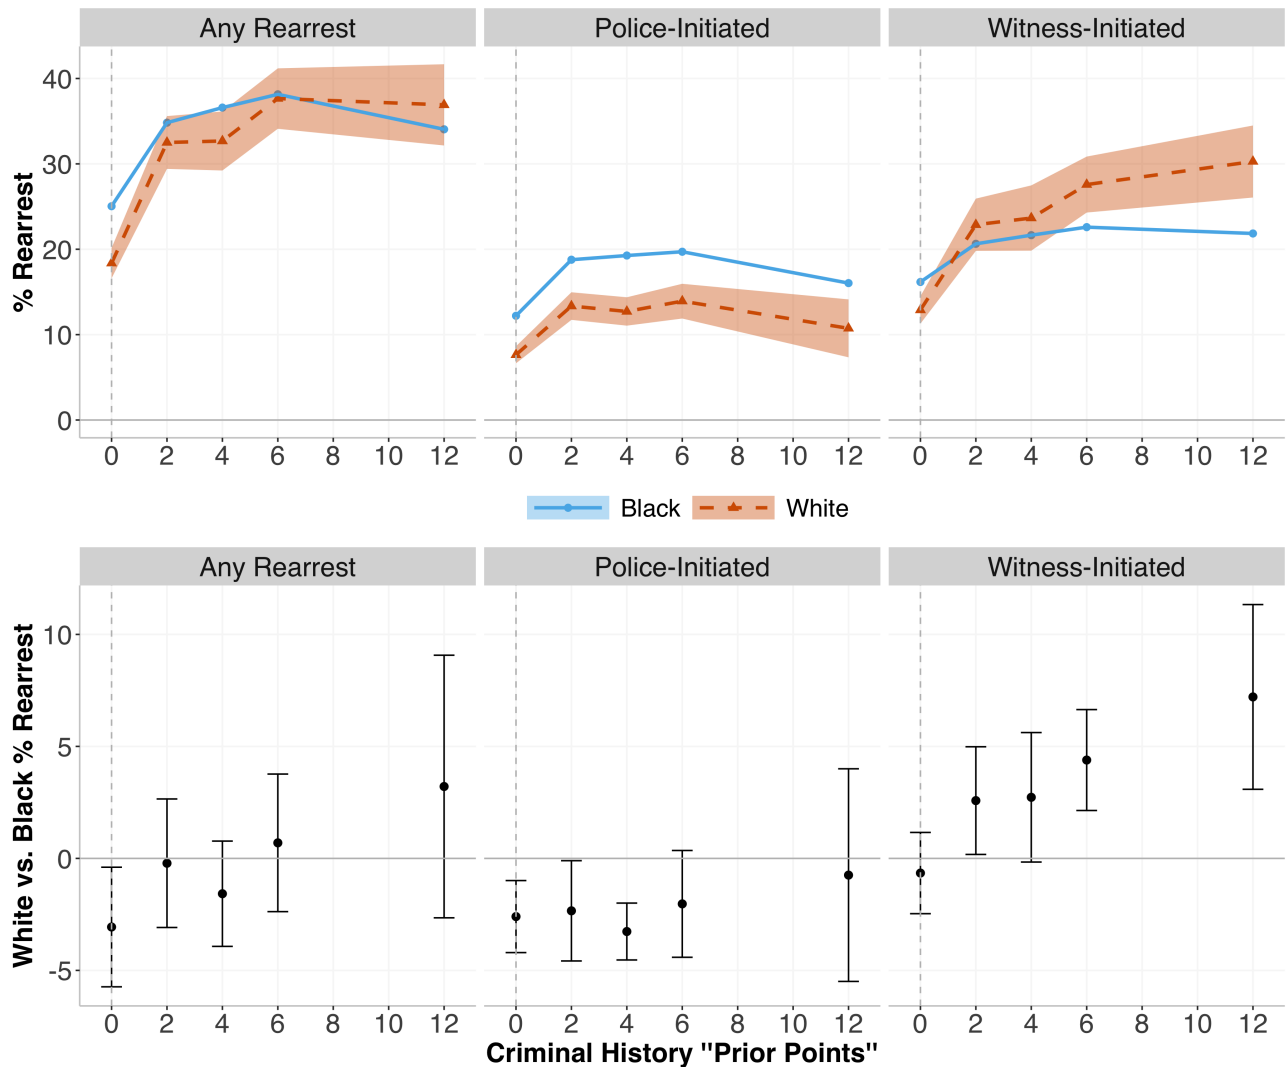 Any Rearrest Police-Initiated Witness-Initiated
% Rearrest
40
30
20
10
0
0 2 4 6 8 10 12 0 2 4 6 8 10 12 0 2 4 6 8 10 12
Black White
Any Rearrest Police-Initiated Witness-Initiated
White vs. Black % Rearrest
10
5
0
-5
0 2 4 6 8 10 12 0 2 4 6 8 10 12 0 2 4 6 8 10 12
Criminal History "Prior Points"